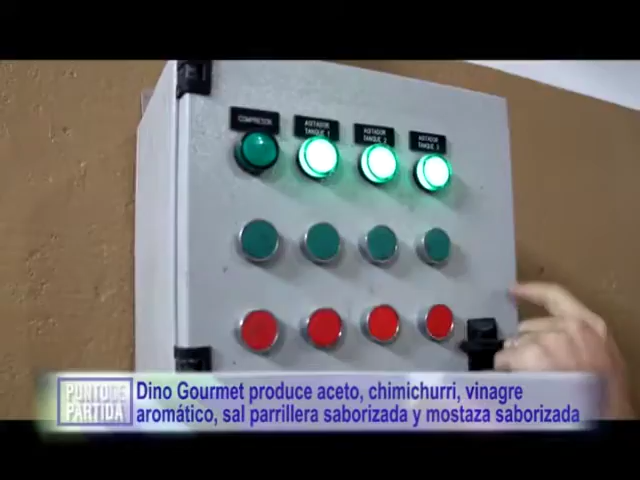 COMPRESOR
AGITADOR
TANQUE 1
AGITADOR
TANQUE 2
AGITADOR
TANQUE 3
PUNTO DE
PARTIDA
Dino Gourmet produce aceto, chimichurri, vinagre
aromático, sal parrillera saborizada y mostaza saborizada